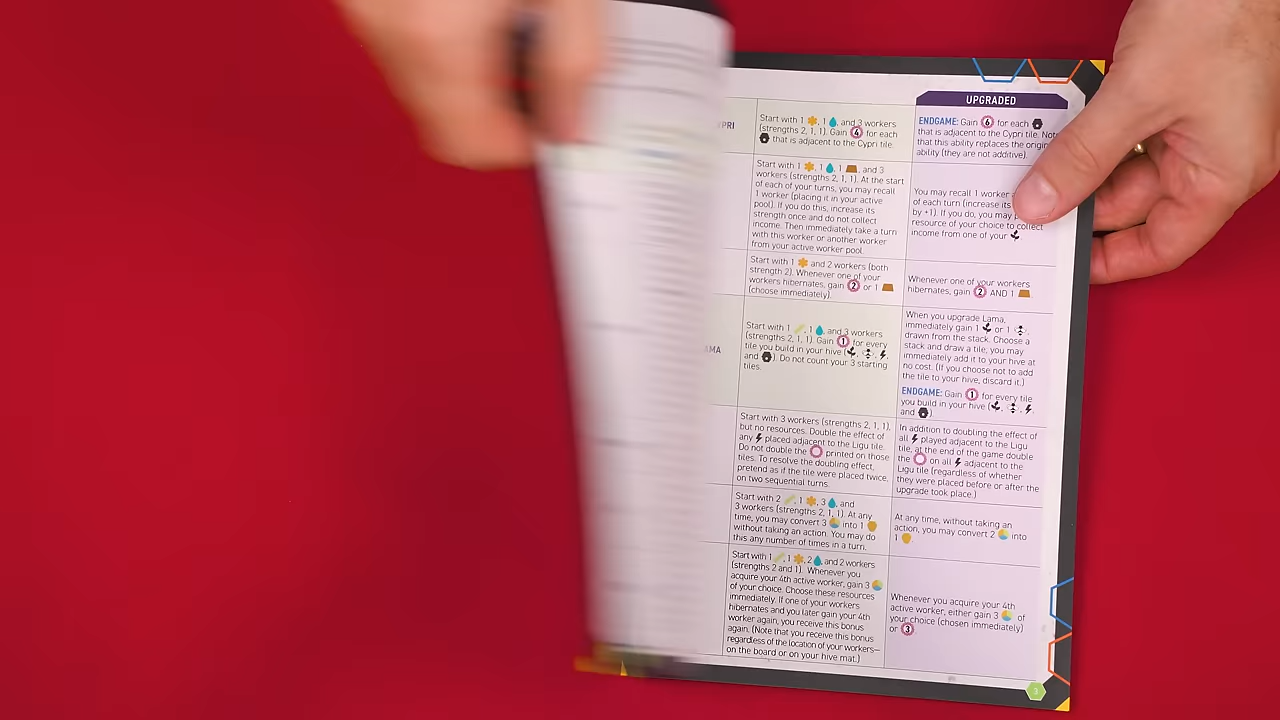 UPGRADED
PRI
Start with 1 , 1 , and 3 workers
(strengths 2, 1, 1). Gain 4 for each
that is adjacent to the Cypri tile.
ENDGAME: Gain 6 for each
that is adjacent to the Cypri tile. Note
that this ability replaces the origin
ability (they are not additive).
Start with 1 , 1 , 1 , and 3
workers (strengths 2, 1, 1). At the start
of each of your turns, you may recall
1 worker (placing it in your active
pool). If you do this, increase its
strength once and do not collect
income. Then immediately take a turn
with this worker or another worker
from your active worker pool.
You may recall 1 worker
of each turn (increase its
by +1). If you do, you may
resource of your choice to collect
income from one of your .
Start with 1 and 2 workers (both
strength 2). Whenever one of your
workers hibernates, gain 2 or 1
(choose immediately).
Whenever one of your workers
hibernates, gain 2 AND 1
AMA
Start with 1 , 1 , and 3 workers
(strengths 2, 1, 1). Gain 1 for every
tile you build in your hive ( , , ,
and ). Do not count your 3 starting
tiles.
When you upgrade Lama,
immediately gain 1 or 1 ,
drawn from the stack. Choose a
stack and draw a tile, you may
immediately add it to your hive at
no cost. (If you choose not to add
the tile to your hive, discard it.)
ENDGAME: Gain 1 for every tile
you build in your hive ( , , ,
and ).
Start with 3 workers (strengths 2, 1, 1),
but no resources. Double the effect of
any placed adjacent to the Ligu tile.
Do not double the printed on those
tiles. To resolve the doubling effect,
pretend as if the tile were placed twice,
on two sequential turns.
In addition to doubling the effect of
all played adjacent to the Ligu
tile, at the end of the game double
the on all adjacent to the
Ligu tile (regardless of whether
they were placed before or after the
upgrade took place.)
Start with 2 , 1 , 3 , and
3 workers (strengths 2, 1, 1). At any
time, you may convert 3 into 1
without taking an action. You may do
this any number of times in a turn.
At any time, without taking an
action, you may convert 2 into
1 .
Start with 1 , 1 , 2 , and 2 workers
(strengths 2 and 1). Whenever you
acquire your 4th active worker, gain 3
of your choice. Choose these resources
immediately. If one of your workers
hibernates and you later gain your 4th
worker again, you receive this bonus
again. (Note that you receive this bonus
regardless of the location of your workers—
on the board or on your hive mat.)
Whenever you acquire your 4th
active worker, either gain 3 of
your choice (chosen immediately)
or 3 .
3